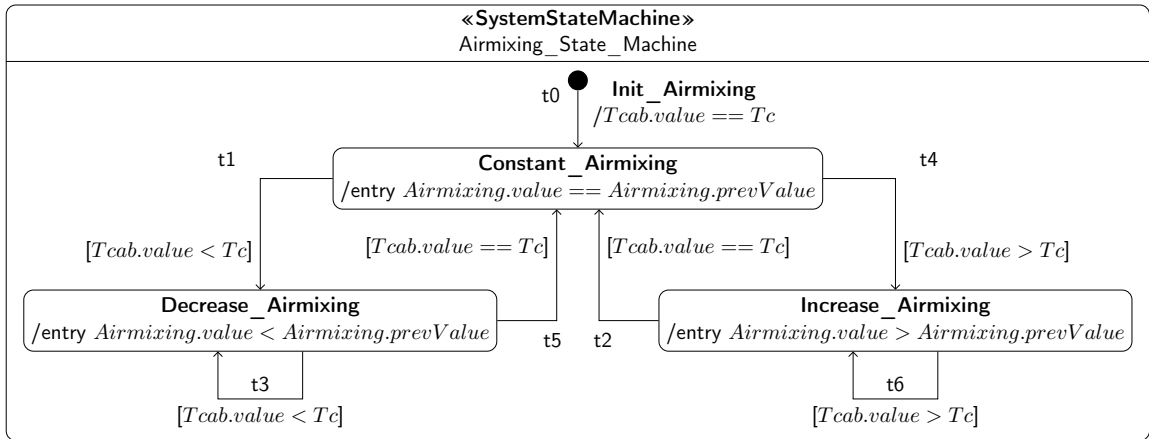 «SystemStateMachine»
Airmixing_State_Machine
t0
Init_Airmixing
/Tcab.value == Tc
t1
Constant_Airmixing
/entry Airmixing.value == Airmixing.prevValue
t4
[Tcab.value < Tc]
[Tcab.value == Tc]
[Tcab.value == Tc]
[Tcab.value > Tc]
Decrease_Airmixing
/entry Airmixing.value < Airmixing.prevValue
t5
t2
Increase_Airmixing
/entry Airmixing.value > Airmixing.prevValue
t3
[Tcab.value < Tc]
t6
[Tcab.value > Tc]